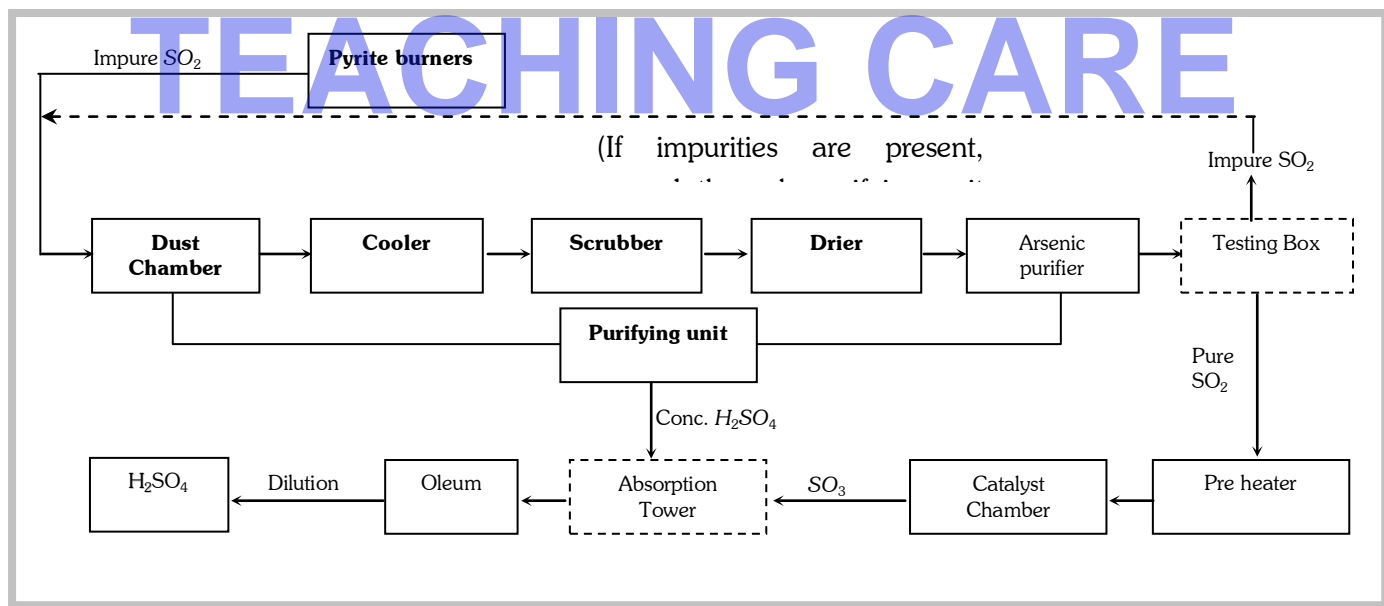 TEACHING CARE
Impure SO₂
Pyrite burners
(If impurities are present,
Impure SO₂
Dust
Chamber
Cooler
Scrubber
Drier
Arsenic
purifier
Testing Box
Purifying unit
Pure
SO₂
Conc. H₂SO₄
H₂SO₄
Dilution
Oleum
Absorption
Tower
SO₃
Catalyst
Chamber
Pre heater